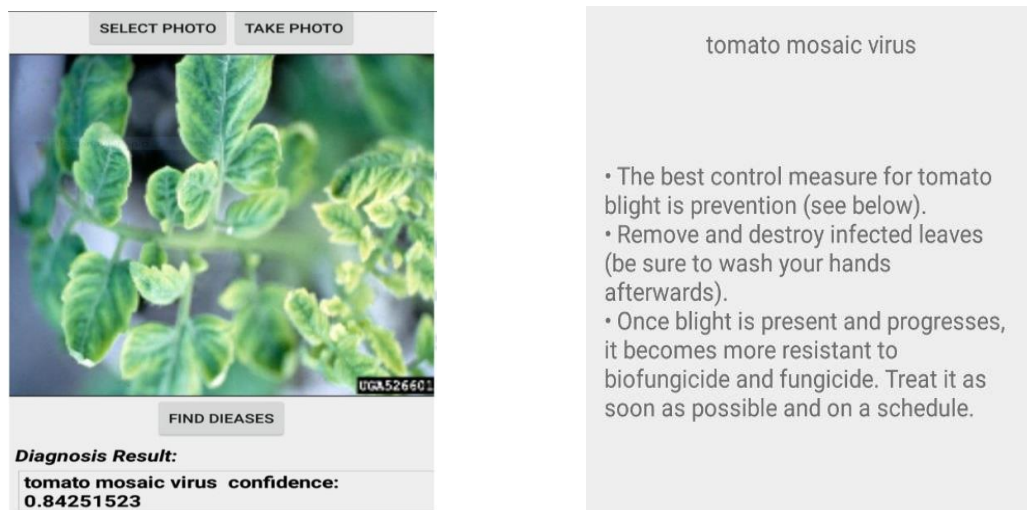 SELECT PHOTO TAKE PHOTO
UGA526601
FIND DIEASES
Diagnosis Result:
tomato mosaic virus confidence:
0.84251523
tomato mosaic virus
• The best control measure for tomato
blight is prevention (see below).
• Remove and destroy infected leaves
(be sure to wash your hands
afterwards).
• Once blight is present and progresses,
it becomes more resistant to
biofungicide and fungicide. Treat it as
soon as possible and on a schedule.